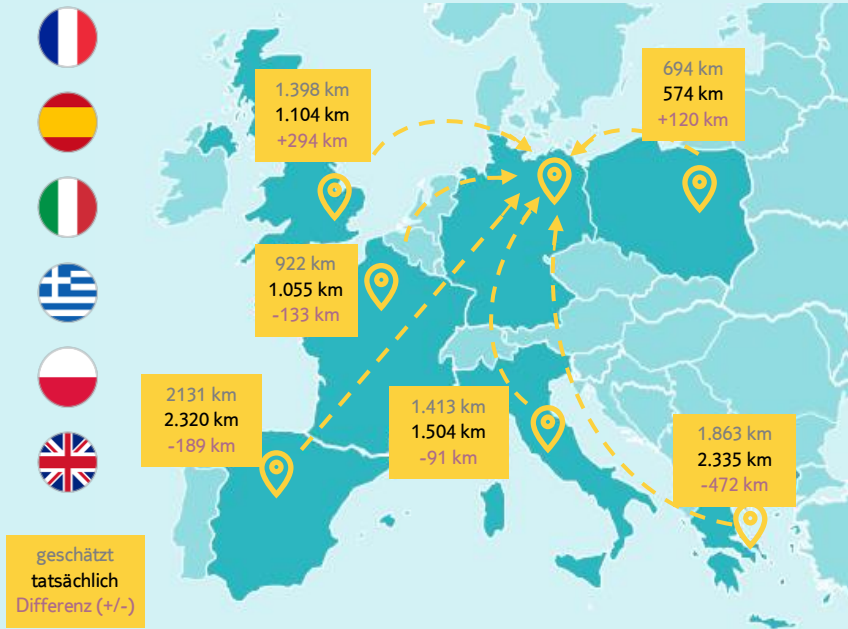 1.398 km
1.104 km
+294 km
694 km
574 km
+120 km
922 km
1.055 km
-133 km
2131 km
2.320 km
-189 km
1.413 km
1.504 km
-91 km
1.863 km
2.335 km
-472 km
geschätzt
tatsächlich
Differenz (+/-)